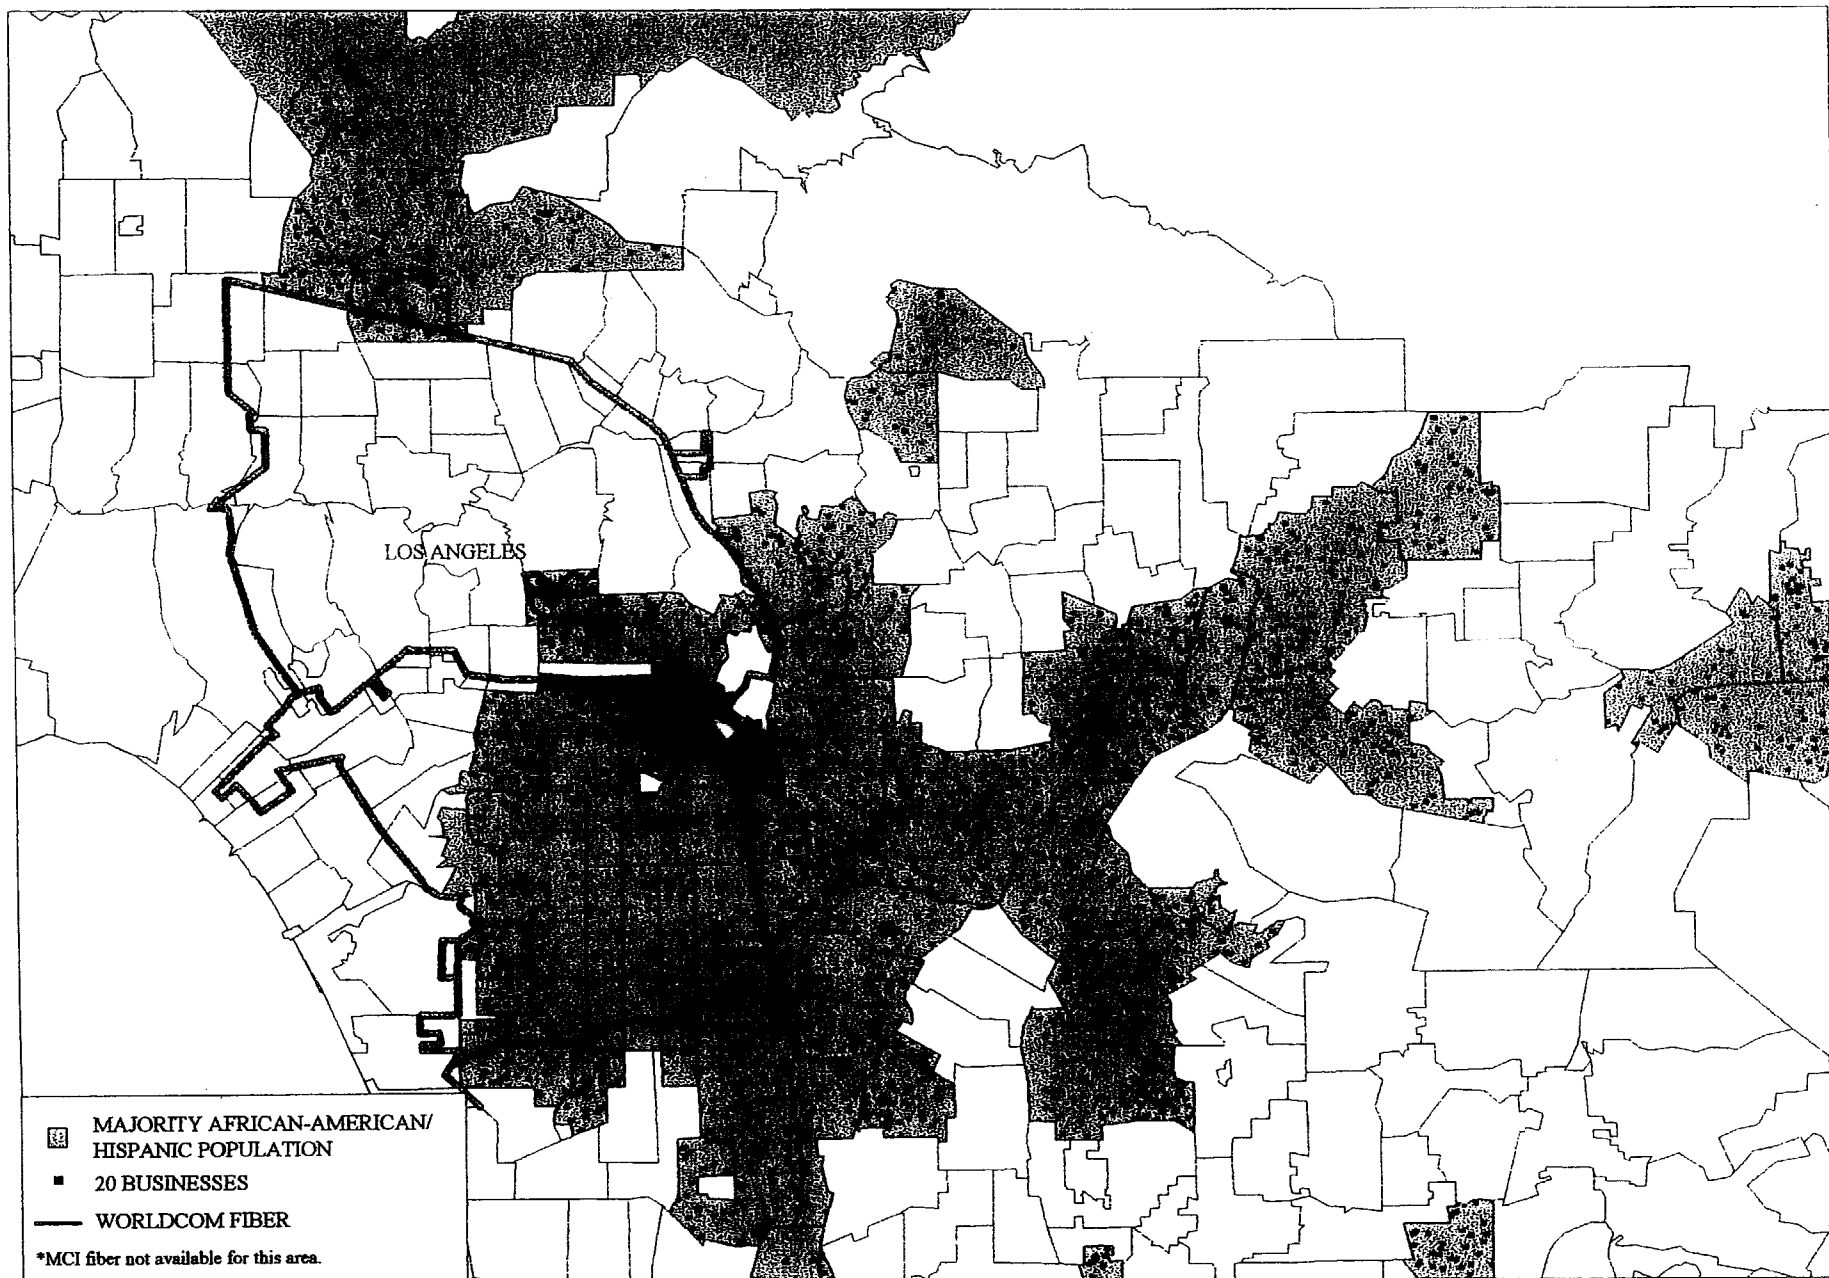 LOS ANGELES
MAJORITY AFRICAN-AMERICAN/
HISPANIC POPULATION
20 BUSINESSES
WORLDCOM FIBER
*MCI fiber not available for this area.